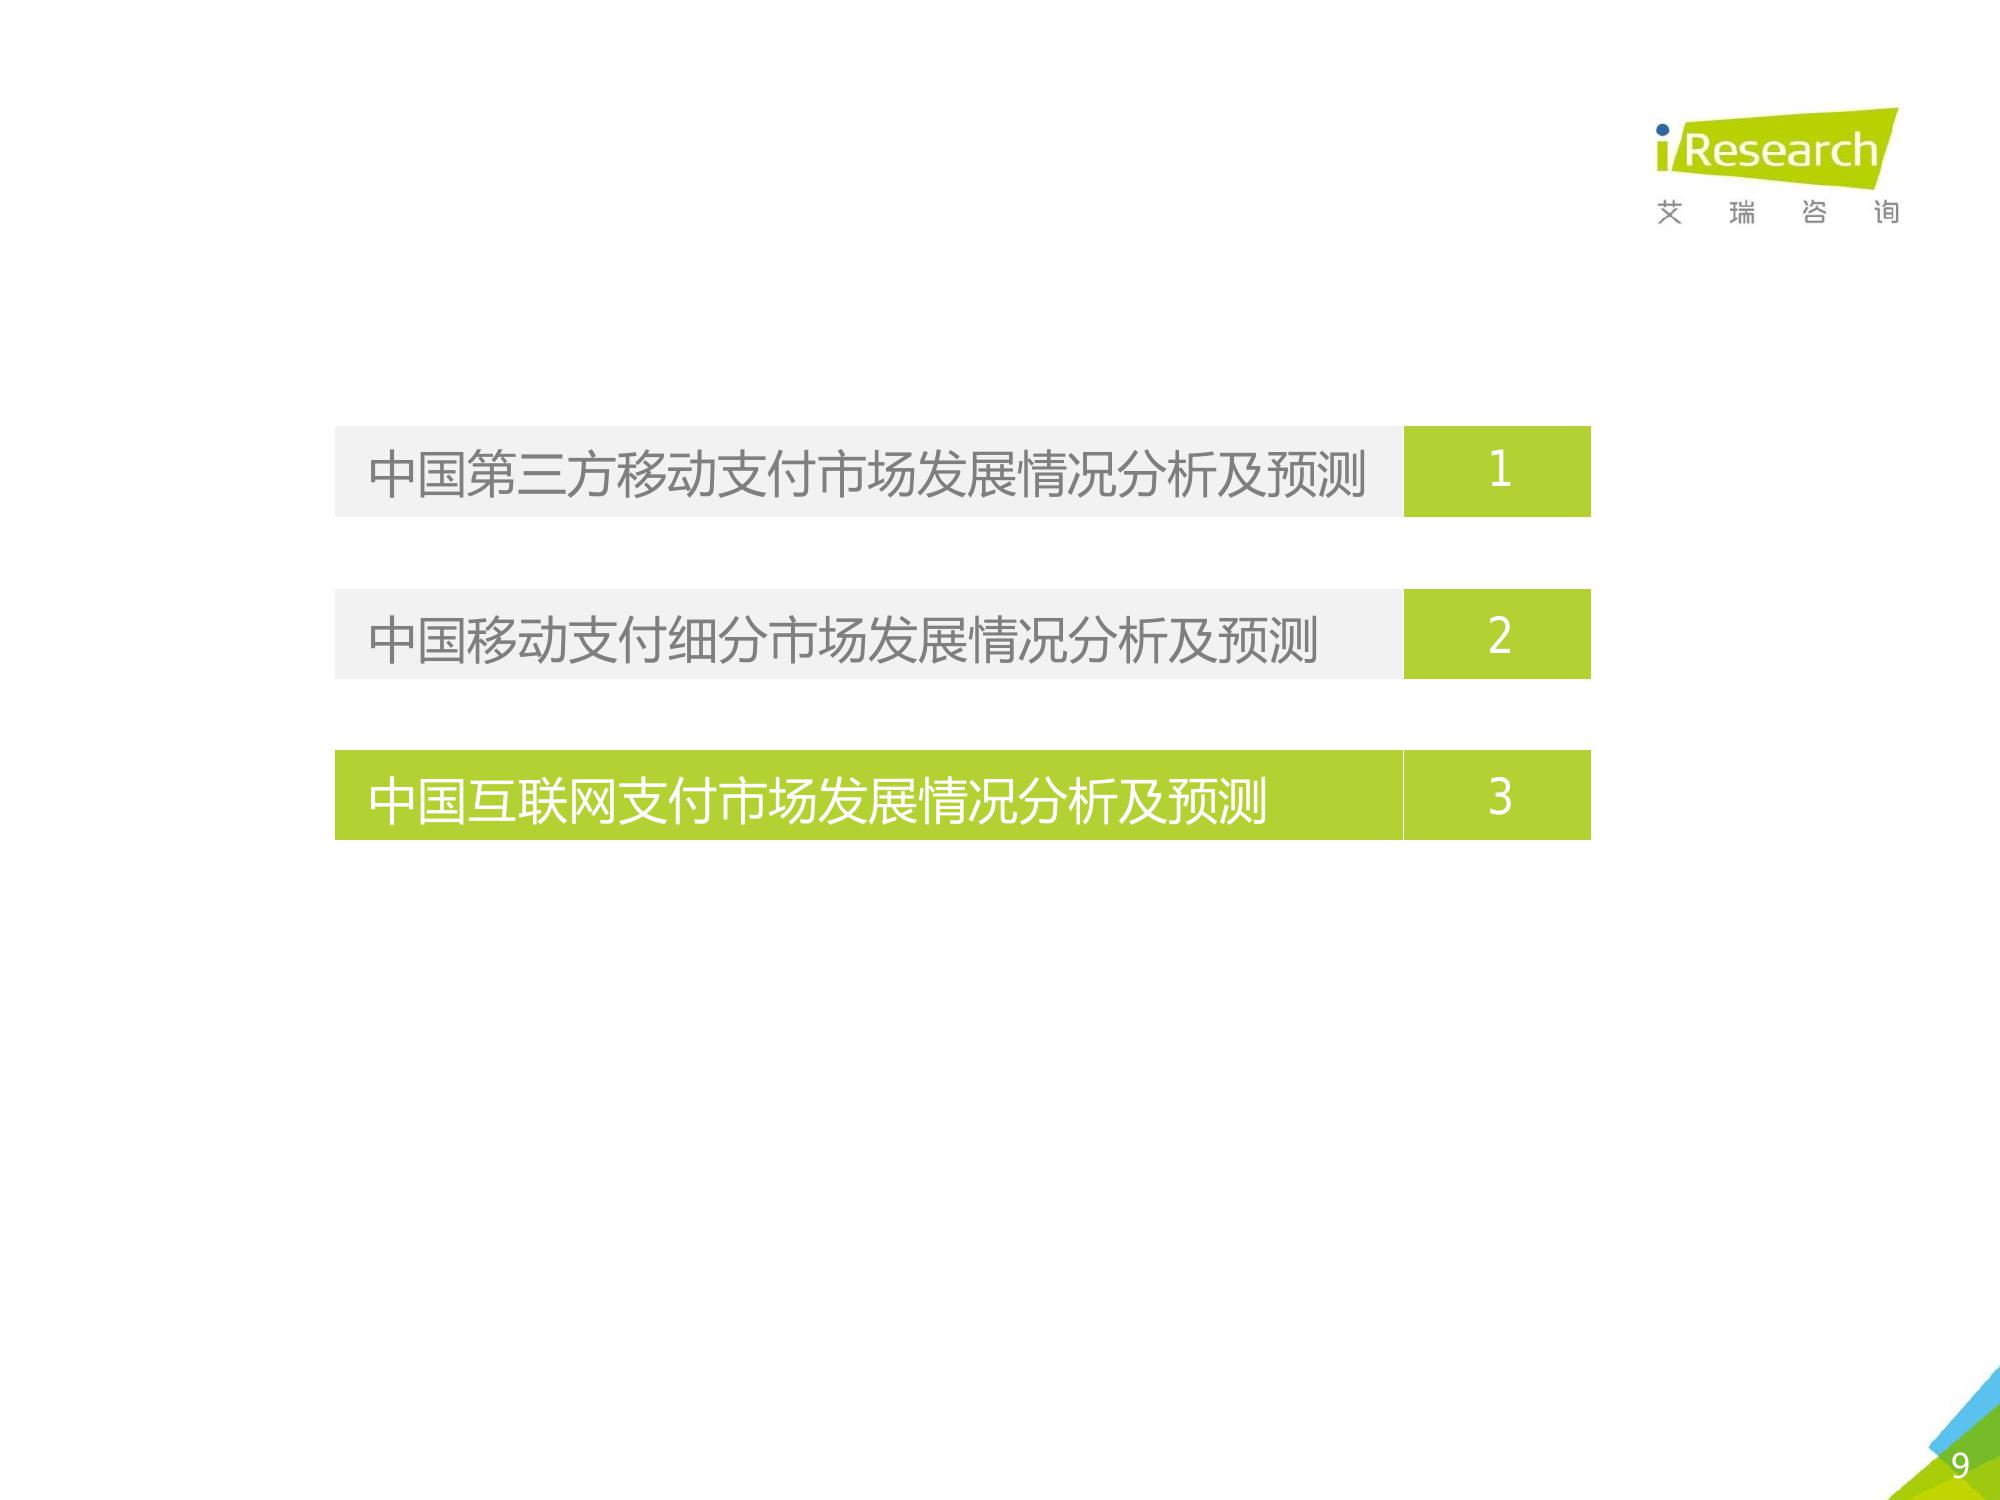 iResearch
艾瑞咨询
中国第三方移动支付市场发展情况分析及预测 1
中国移动支付细分市场发展情况分析及预测 2
中国互联网支付市场发展情况分析及预测 3
9